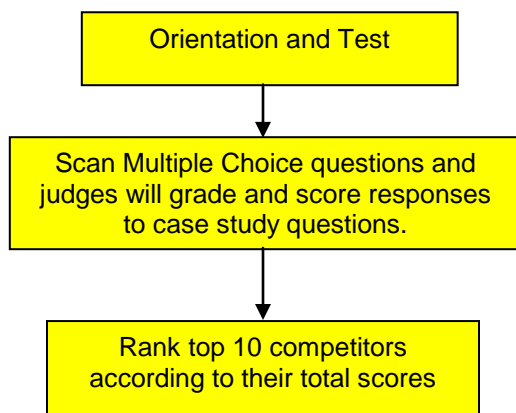 Orientation and Test
Scan Multiple Choice questions and
judges will grade and score responses
to case study questions.
Rank top 10 competitors
according to their total scores